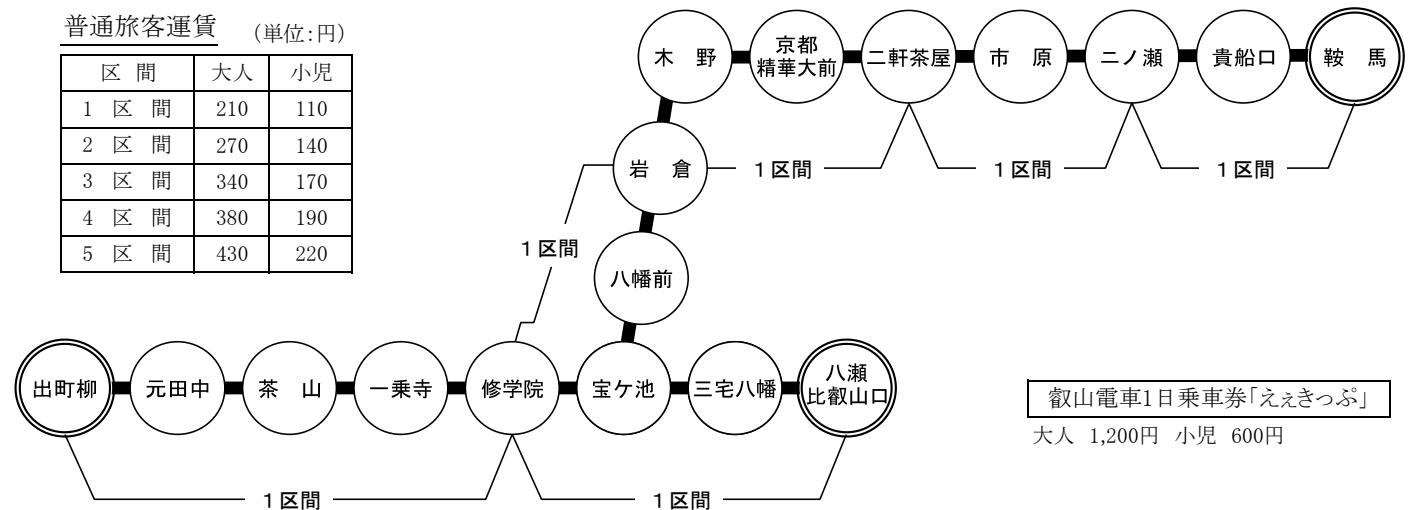 普通旅客運賃 (単位:円)
区 間 大人 小児
1 区 間 210 110
2 区 間 270 140
3 区 間 340 170
4 区 間 380 190
5 区 間 430 220
木 野
京都
精華大前
二軒茶屋
市 原
二ノ瀬
貴船口
鞍 馬
岩 倉
1区間
1区間
1区間
1区間
八幡前
出町柳
元田中
茶 山
一乗寺
修学院
宝ケ池
三宅八幡
八瀬
比叡山口
1区間
1区間
叡山電車1日乗車券「えぇきっぷ」
大人 1,200円 小児 600円